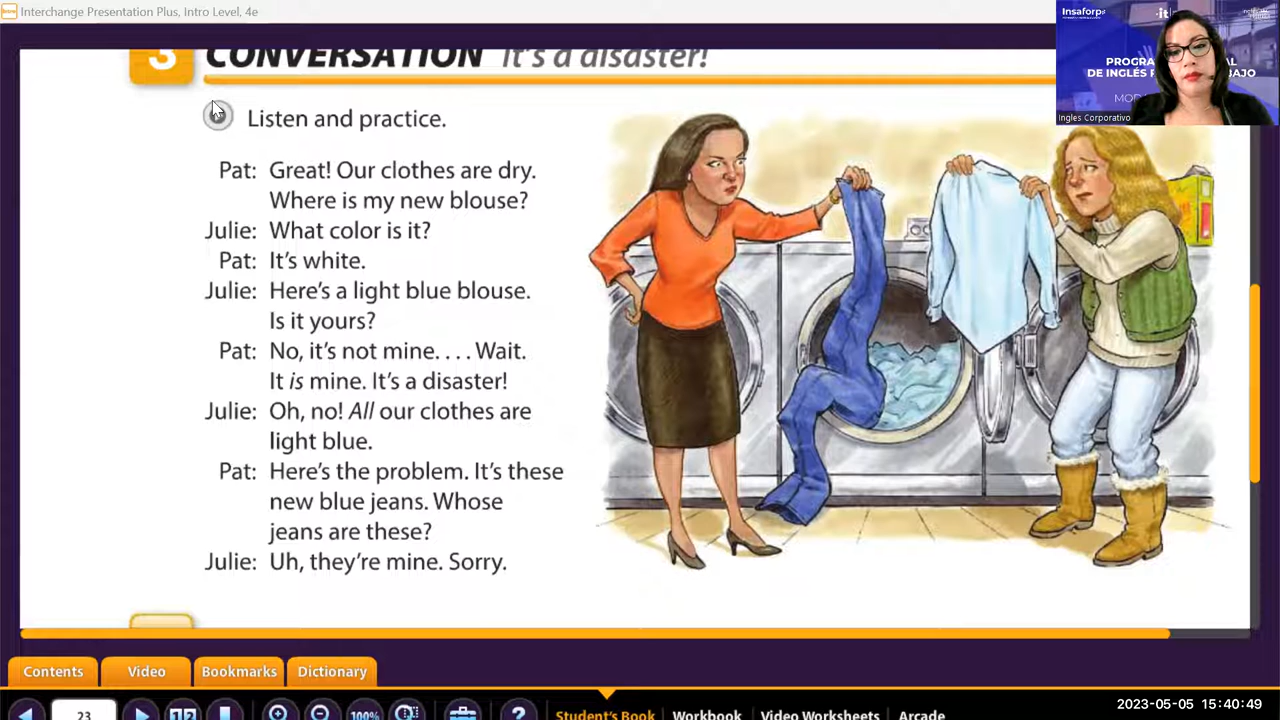 Interchange Presentation Plus, Intro Level, 4e
3 CONVERSATION It's a disaster!
Listen and practice.
Pat: Great! Our clothes are dry.
Where is my new blouse?
Julie: What color is it?
Pat: It's white.
Julie: Here's a light blue blouse.
Is it yours?
Pat: No, it's not mine. . . . Wait.
It is mine. It's a disaster!
Julie: Oh, no! All our clothes are
light blue.
Pat: Here's the problem. It's these
new blue jeans. Whose
jeans are these?
Julie: Uh, they're mine. Sorry.
Insaforp
it
Ingles Corporativo
Contents
Video
Bookmarks
Dictionary
23
1 2
100%
?
Student's Book
Workbook
Video Worksheets
Arcade
2023-05-05 15:40:49